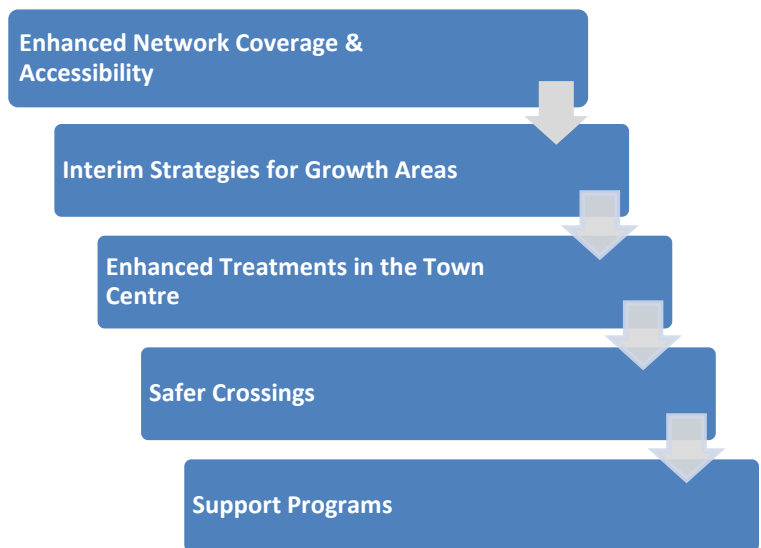 Enhanced Network Coverage &
Accessibility
Interim Strategies for Growth Areas
Enhanced Treatments in the Town
Centre
Safer Crossings
Support Programs